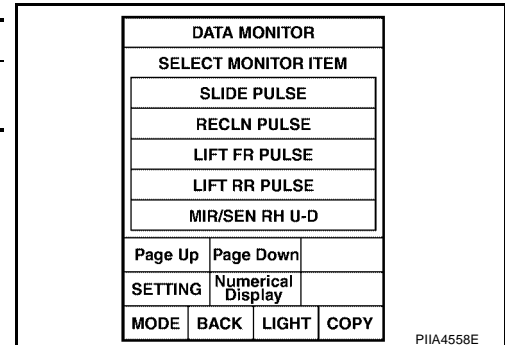 DATA MONITOR
SELECT MONITOR ITEM
SLIDE PULSE
RECLN PULSE
LIFT FR PULSE
LIFT RR PULSE
MIR/SEN RH U-D
Page Up Page Down
SETTING Numerical Display
MODE BACK LIGHT COPY
PIIA4558E